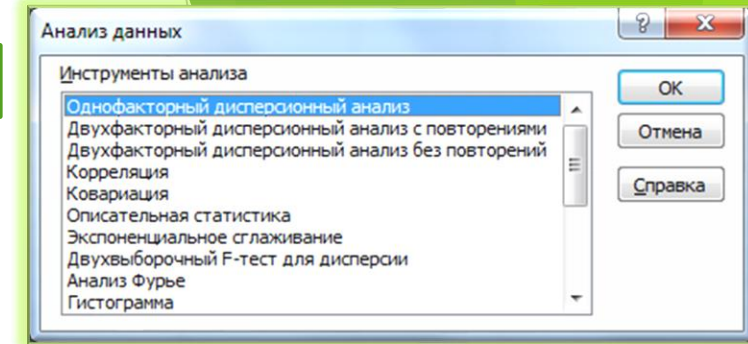 Анализ данных
Инструменты анализа
Однофакторный дисперсионный анализ
Двухфакторный дисперсионный анализ с повторениями
Двухфакторный дисперсионный анализ без повторений
Корреляция
Ковариация
Описательная статистика
Экспоненциальное сглаживание
Двухвыборочный F-тест для дисперсии
Анализ Фурье
Гистограмма
ОК
Отмена
Справка